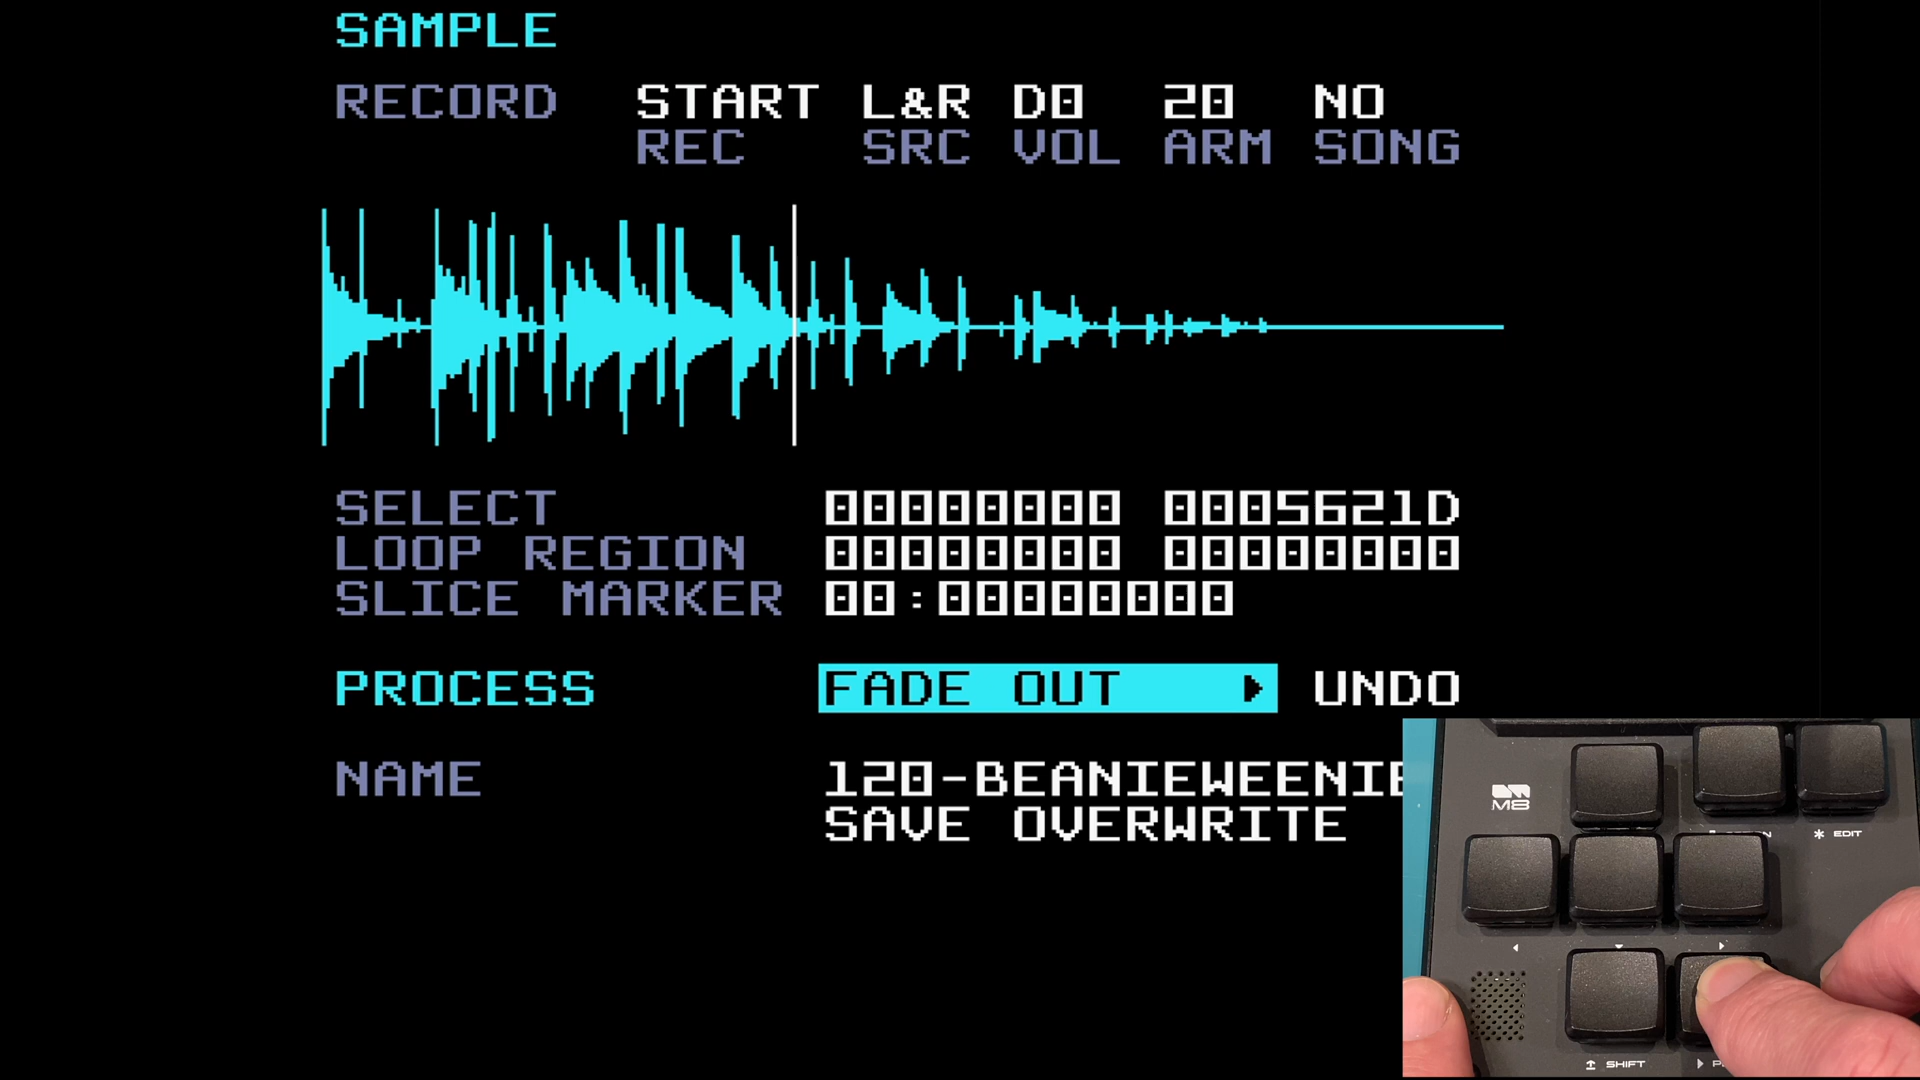 SAMPLE
RECORD START L&R D0 20 NO
REC SRC VOL ARM SONG
SELECT 00000000 0005621D
LOOP REGION 00000000 00000000
SLICE MARKER 00:00000000
PROCESS FADE OUT UNDO
NAME 120-BEANIEWEENIE
SAVE OVERWRITE
M8
EDIT
SHIFT